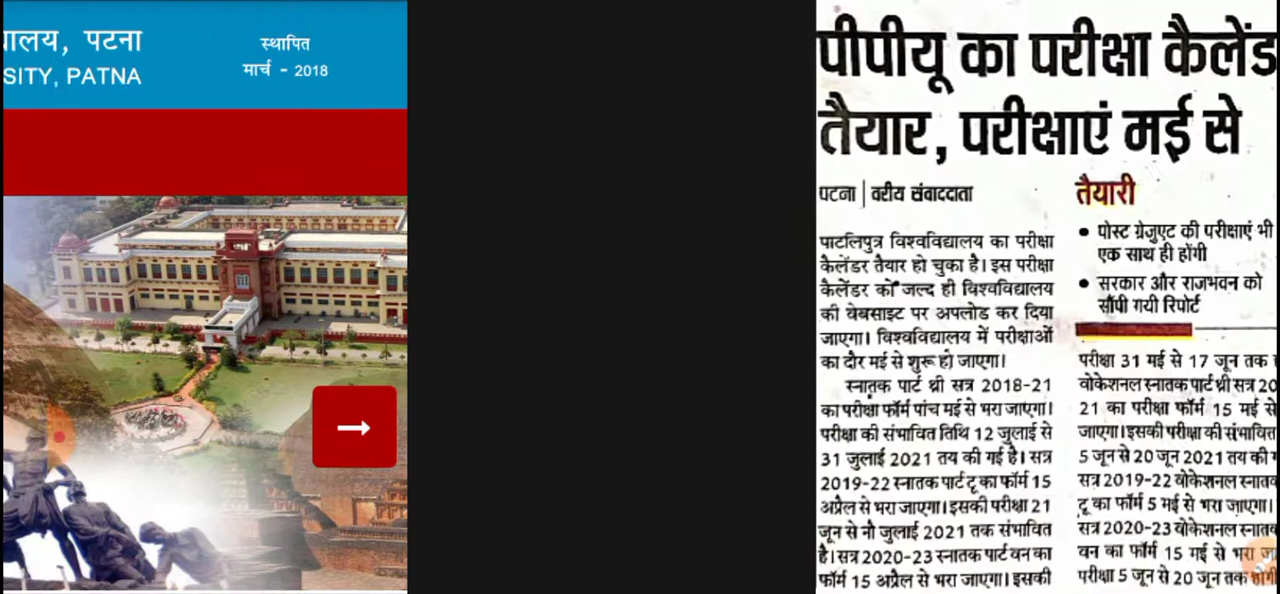 ालय, पटना
SITY, PATNA
स्थापित
मार्च - 2018
पीपीयू का परीक्षा कैलेंड
तैयार, परीक्षाएं मई से
पटना | वरीय संवाददाता
पाटलिपुत्र विश्वविद्यालय का परीक्षा
कैलेंडर तैयार हो चुका है। इस परीक्षा
कैलेंडर को जल्द ही विश्वविद्यालय
की वेबसाइट पर अपलोड कर दिया
जाएगा। विश्वविद्यालय में परीक्षाओं
का दौर मई से शुरू हो जाएगा।
स्नातक पार्ट थ्री सत्र 2018-21
का परीक्षा फॉर्म पांच मई से भरा जाएगा।
परीक्षा की संभावित तिथि 12 जुलाई से
31 जुलाई 2021 तय की गई है। सत्र
2019-22 स्नातक पार्ट टू का फॉर्म 15
अप्रैल से भरा जाएगा। इसकी परीक्षा 21
जून से नौ जुलाई 2021 तक संभावित
है। सत्र 2020-23 स्नातक पार्ट वन का
फॉर्म 15 अप्रैल से भरा जाएगा। इसकी
तैयारी
• पोस्ट ग्रेजुएट की परीक्षाएं भी
एक साथ ही होंगी
• सरकार और राजभवन को
सौंपी गयी रिपोर्ट
परीक्षा 31 मई से 17 जून तक
वोकेशनल स्नातक पार्ट थ्री सत्र 20
21 का परीक्षा फॉर्म 15 मई से
जाएगा। इसकी परीक्षा की संभावित
5 जून से 20 जून 2021 तय की
सत्र 2019-22 वोकेशनल स्नातक
टू का फॉर्म 5 मई से भरा जाएगा।
सत्र 2020-23 वोकेशनल स्नातक
वन का फॉर्म 15 मई से भरा
परीक्षा 5 जून से 20 जून तक होगी